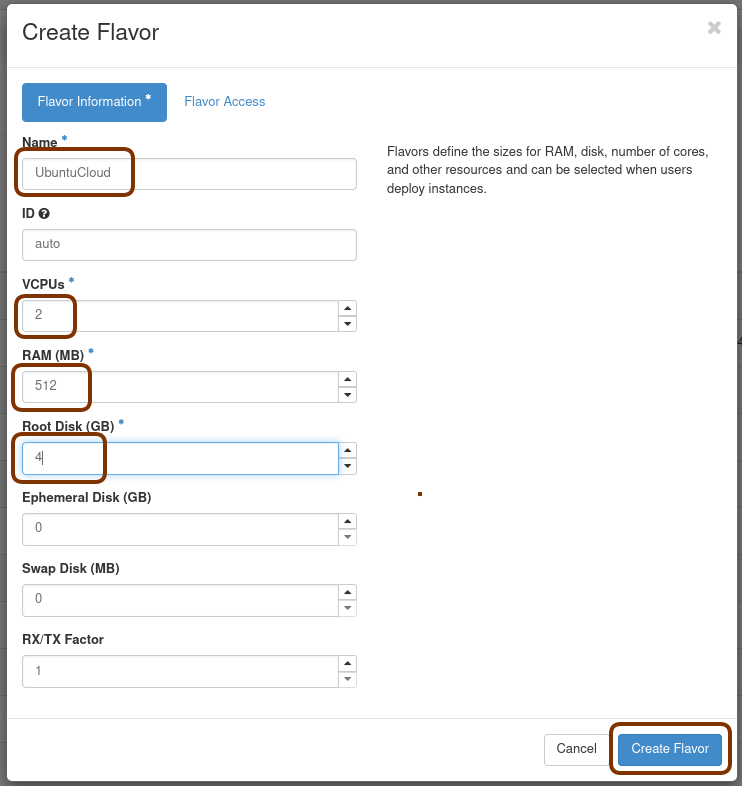 Create Flavor
Flavor Information *
Flavor Access
Name *
UbuntuCloud
Flavors define the sizes for RAM, disk, number of cores,
and other resources and can be selected when users
deploy instances.
ID
auto
VCPUs *
2
RAM (MB) *
512
Root Disk (GB) *
4
Ephemeral Disk (GB)
0
Swap Disk (MB)
0
RX/TX Factor
1
Cancel
Create Flavor